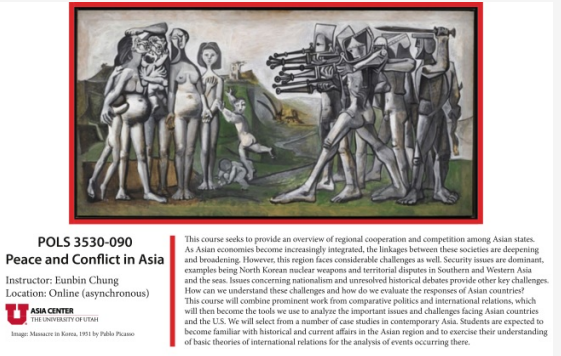 POLS 3530-090
Peace and Conflict in Asia
Instructor: Eunbin Chung
Location: Online (asynchronous)
U ASIA CENTER
THE UNIVERSITY OF UTAH
Image: Massacre in Korea, 1951 by Pablo Picasso
This course seeks to provide an overview of regional cooperation and competition among Asian states.
As Asian economies become increasingly integrated, the linkages between these societies are deepening
and broadening. However, this region faces considerable challenges as well. Security issues are dominant,
examples being North Korean nuclear weapons and territorial disputes in Southern and Western Asia
and the seas. Issues concerning nationalism and unresolved historical debates provide other key challenges.
How can we understand these challenges and how do we evaluate the responses of Asian countries?
This course will combine prominent work from comparative politics and international relations, which
will then become the tools we use to analyze the important issues and challenges facing Asian countries
and the U.S. We will select from a number of case studies in contemporary Asia. Students are expected to
become familiar with historical and current affairs in the Asian region and to exercise their understanding
of basic theories of international relations for the analysis of events occurring there.